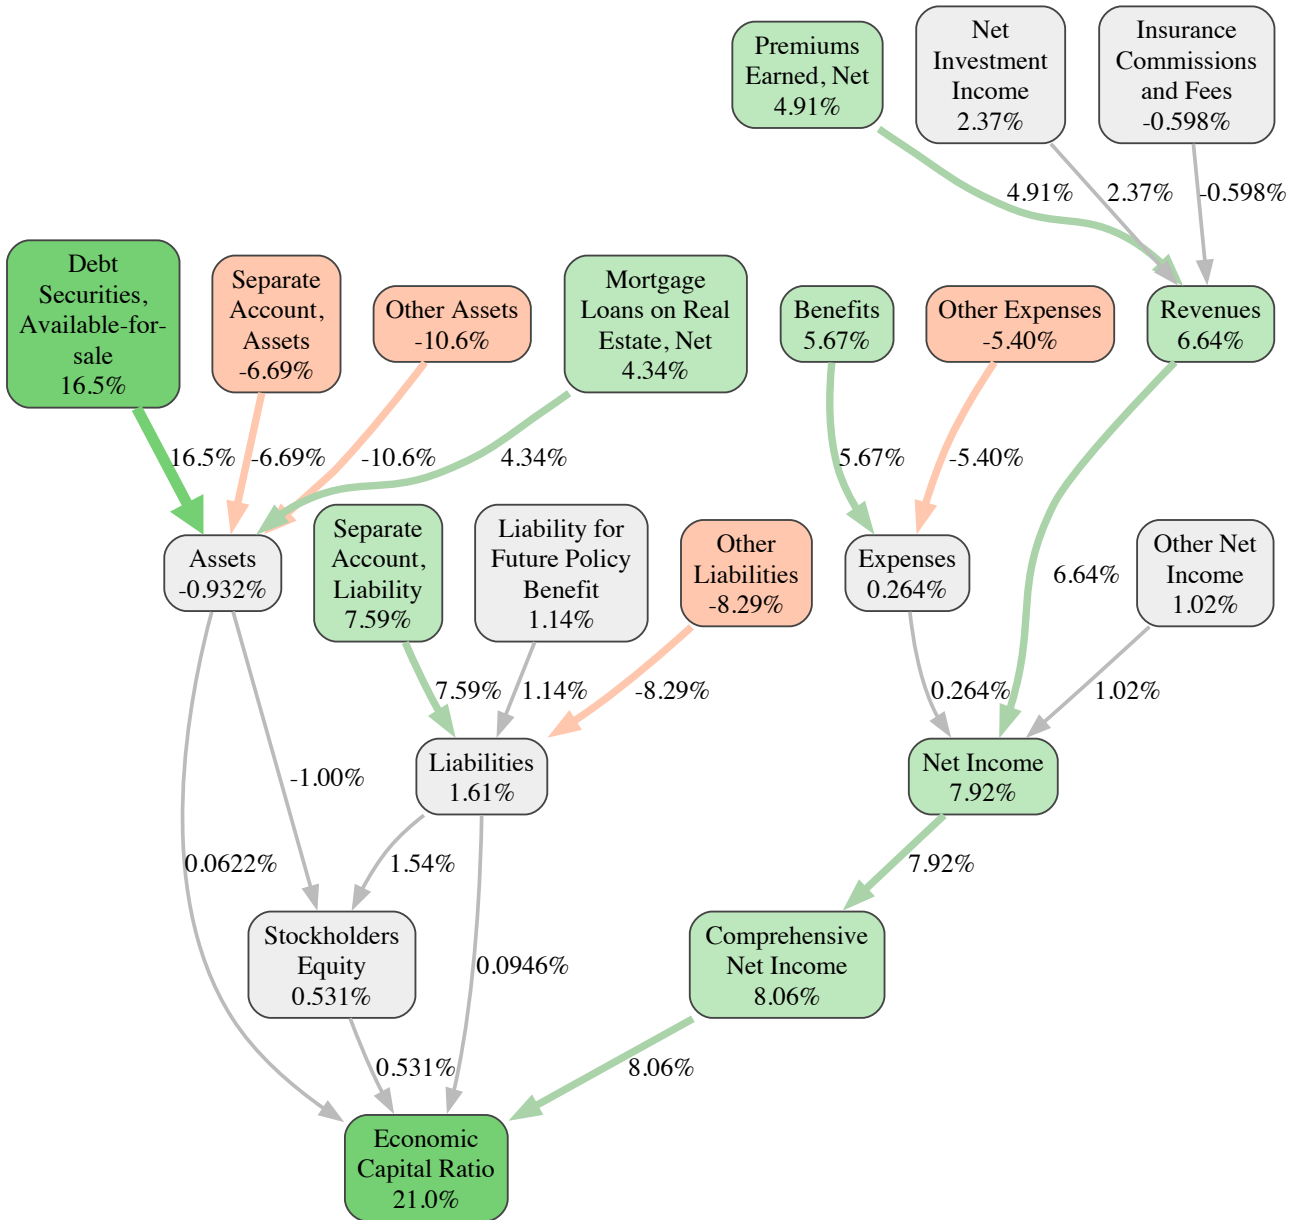 Premiums
Earned, Net
4.91%
Net
Investment
Income
2.37%
Insurance
Commissions
and Fees
-0.598%
4.91%
2.37%
-0.598%
Debt
Securities,
Available-for-
sale
16.5%
Separate
Account,
Assets
-6.69%
Other Assets
-10.6%
Mortgage
Loans on Real
Estate, Net
4.34%
Benefits
5.67%
Other Expenses
-5.40%
Revenues
6.64%
16.5%
-6.69%
-10.6%
4.34%
5.67%
-5.40%
Assets
-0.932%
Separate
Account,
Liability
7.59%
Liability for
Future Policy
Benefit
1.14%
Other
Liabilities
-8.29%
Expenses
0.264%
6.64%
Other Net
Income
1.02%
7.59%
1.14%
-8.29%
0.264%
1.02%
-1.00%
Liabilities
1.61%
Net Income
7.92%
0.0622%
1.54%
7.92%
Stockholders
Equity
0.531%
0.0946%
Comprehensive
Net Income
8.06%
0.531%
8.06%
Economic
Capital Ratio
21.0%